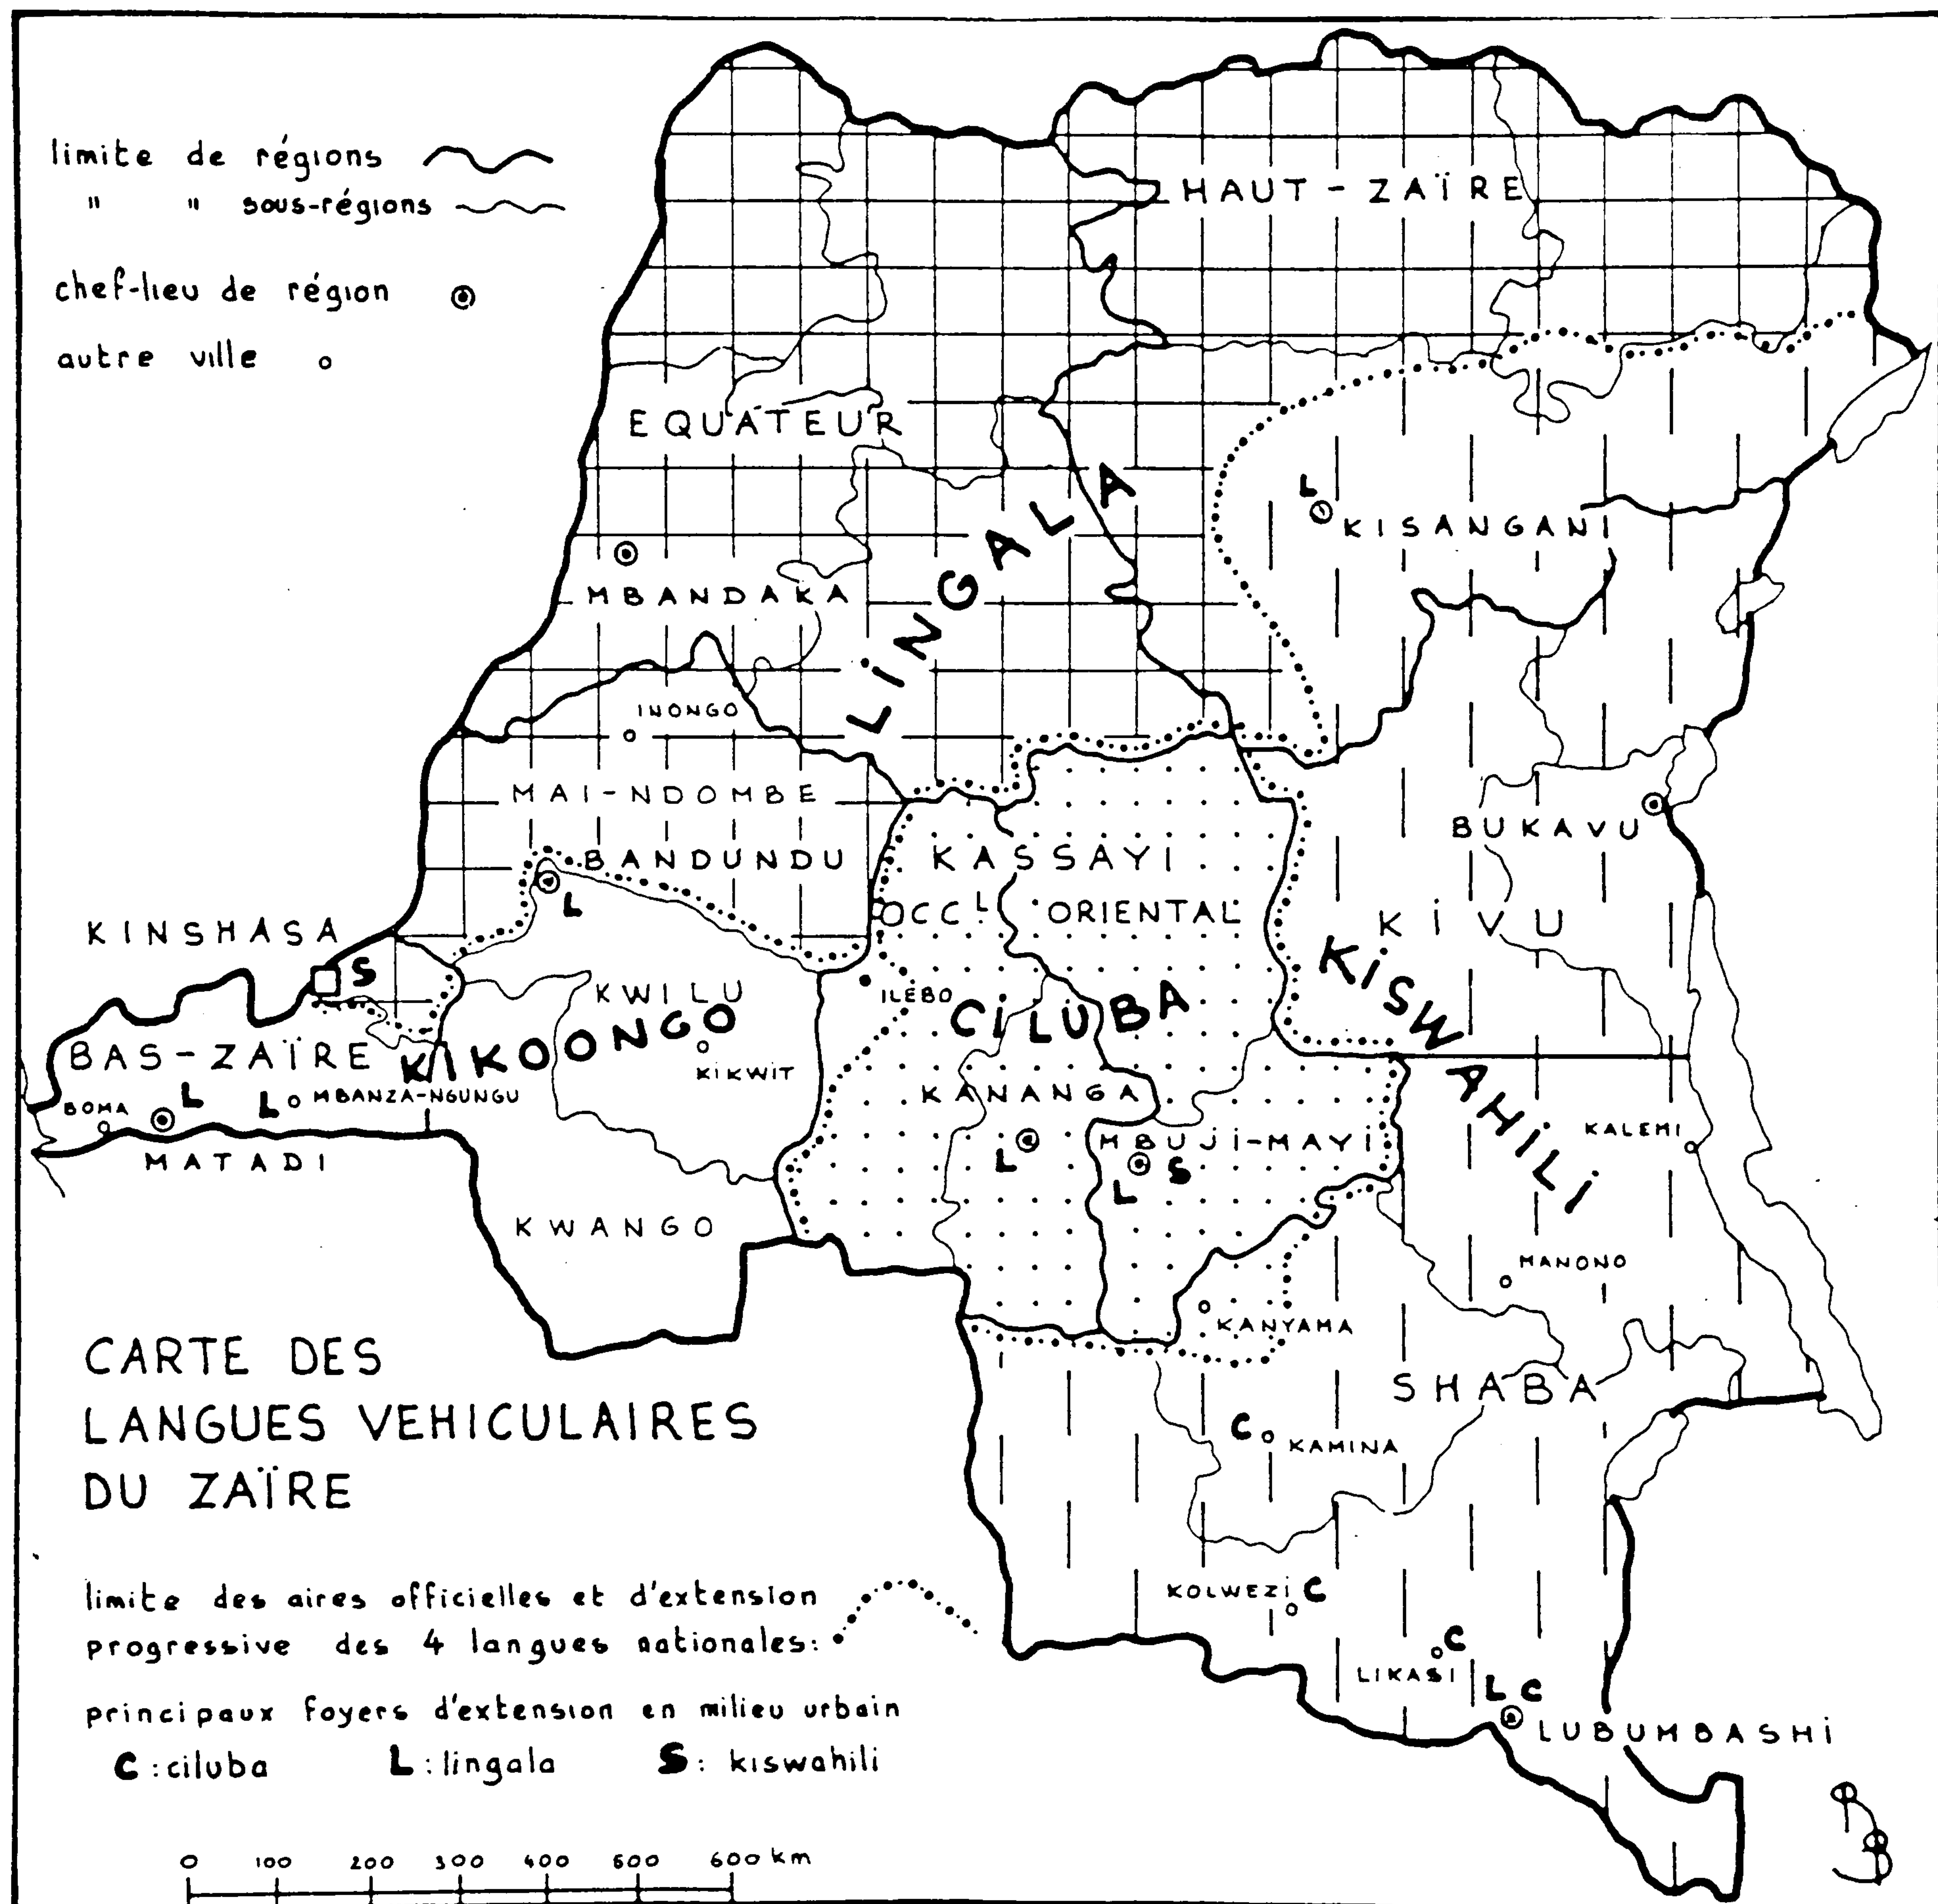 limite de régions
" " sous-régions
chef-lieu de région
autre ville
HAUT-ZAÏRE
EQUATEUR
LINGALA
L
KISANGANI
MBANDAKA
INONGO
MAI-NDOMBE
BANDUNDU
L
KASSAYI
OCC.L
ORIENTAL
BUKAVU
KIVU
KINSHASA
S
KWILU
ILEBO
CILUBA
KISWAHILI
BAS-ZAÏRE
KIKOONGO
KIKWIT
BOMA
L
L
MBANZA-NGUNGU
KANANGA
L
MBUJI-MAYI
L
S
KALEMI
MATADI
KWANGO
MANONO
KANYAMA
SHABA
C
KAMINA
CARTE DES
LANGUES VEHICULAIRES
DU ZAÏRE
KOLWEZI C
C
LIKASI
L C
LUBUMBASHI
limite des aires officielles et d'extension
progressive des 4 langues nationales:
principaux foyers d'extension en milieu urbain
C: ciluba L: lingala S: kiswahili
0 100 200 300 400 500 600 km